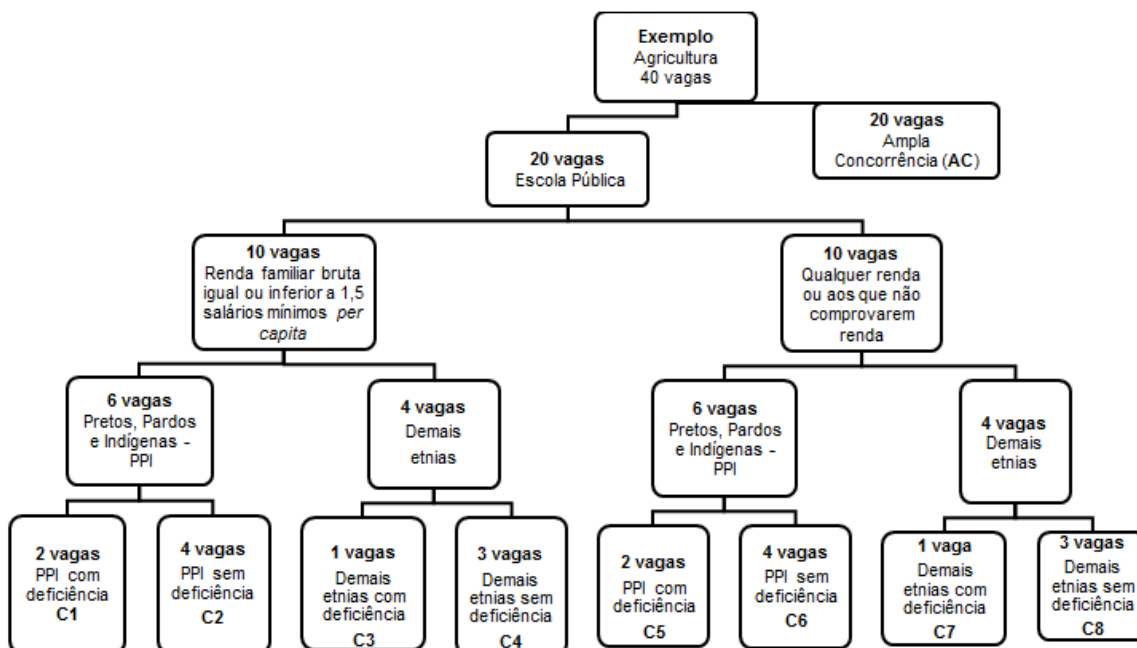 Exemplo
Agricultura
40 vagas
20 vagas
Ampla
Concorrência (AC)
20 vagas
Escola Pública
10 vagas
Renda familiar bruta
igual ou inferior a 1,5
salários mínimos per
capita
10 vagas
Qualquer renda
ou aos que não
comprovarem
renda
6 vagas
Pretos, Pardos
e Indígenas -
PPI
4 vagas
Demais
etnias
6 vagas
Pretos, Pardos
e Indígenas -
PPI
4 vagas
Demais
etnias
2 vagas
PPI com
deficiência
C1
4 vagas
PPI sem
deficiência
C2
1 vagas
Demais
etnias com
deficiência
C3
3 vagas
Demais
etnias sem
deficiência
C4
2 vagas
PPI com
deficiência
C5
4 vagas
PPI sem
deficiência
C6
1 vaga
Demais
etnias com
deficiência
C7
3 vagas
Demais
etnias sem
deficiência
C8